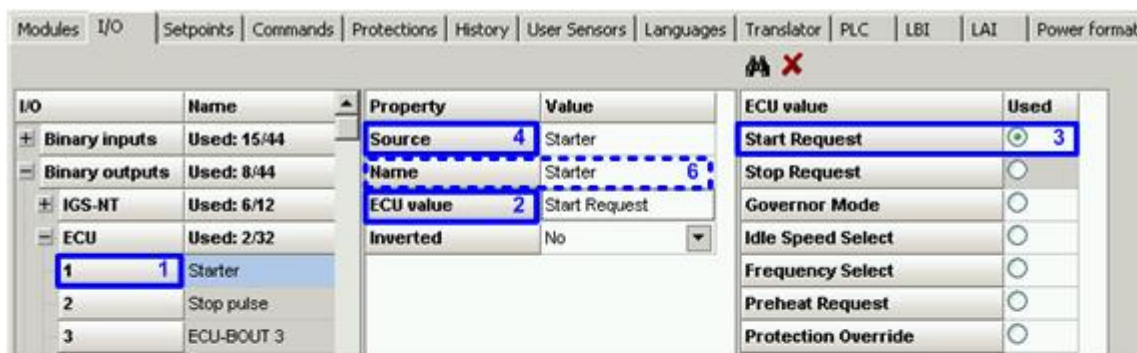 Modules I/O Setpoints Commands Protections History User Sensors Languages Translator PLC LBI LAI Power format
I/O Name Property Value ECU value Used
Binary inputs Used: 15/44 Source 4 Starter Start Request 3
Binary outputs Used: 8/44 Name Starter 6 Stop Request
IGS-NT Used: 6/12 ECU value 2 Start Request Governor Mode
ECU Used: 2/32 Inverted No Idle Speed Select
1 1 Starter Frequency Select
2 Stop pulse Preheat Request
3 ECU-BOUT 3 Protection Override